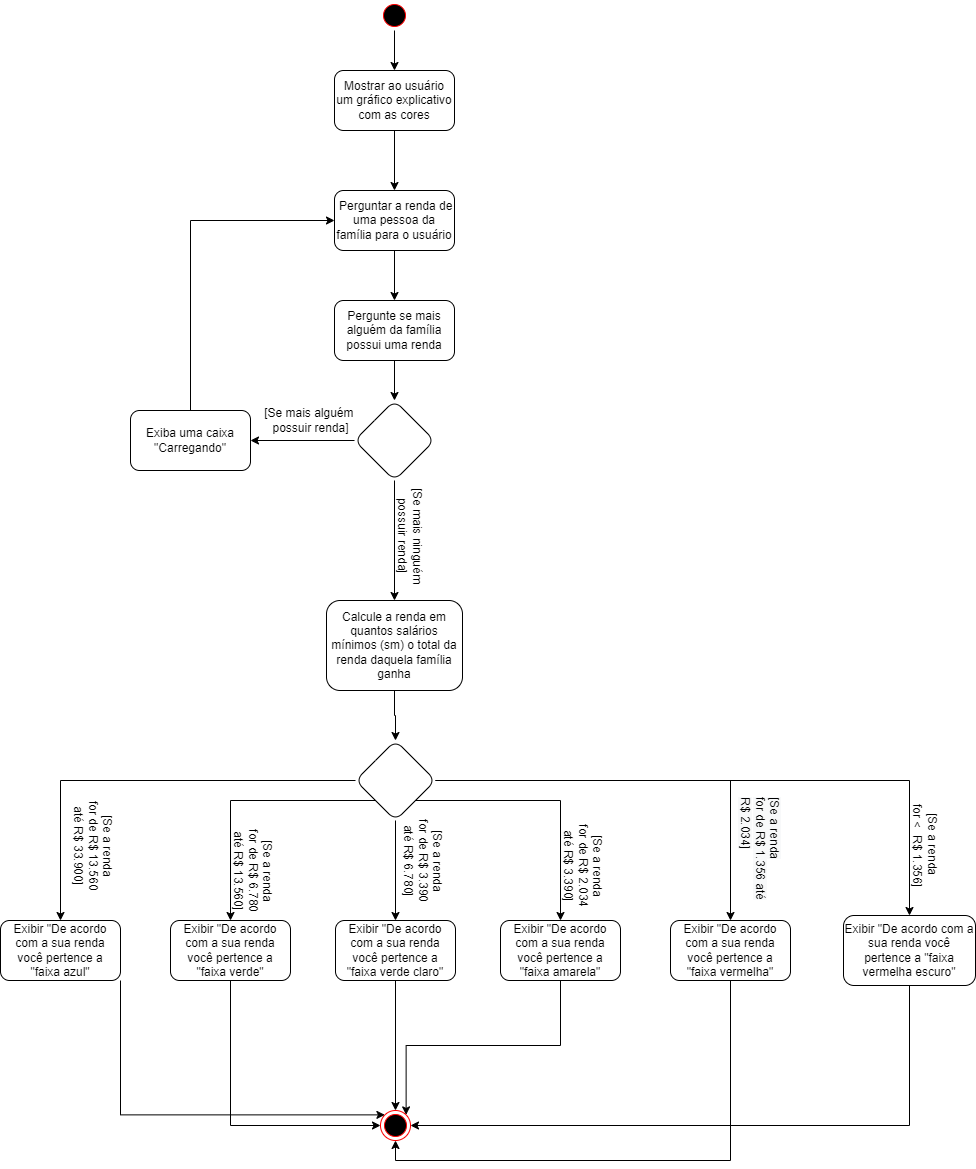 Mostrar ao usuário
um gráfico explicativo
com as cores
Perguntar a renda de
uma pessoa da
família para o usuário
Pergunte se mais
alguém da família
possui uma renda
[Se mais alguém
possuir renda]
Exiba uma caixa
"Carregando"
[Se mais ninguém
possuir renda]
Calcule a renda em
quantos salários
mínimos (sm) o total da
renda daquela família
ganha
[Se a renda
for de R$ 13.560
até R$ 33.900]
[Se a renda
for de R$ 6.780
até R$ 13.560]
[Se a renda
for de R$ 3.390
até R$ 6.780]
[Se a renda
for de R$ 2.034
até R$ 3.390]
[Se a renda
for de R$ 1.356 até
R$ 2.034]
[Se a renda
for < R$ 1.356]
Exibir "De acordo
com a sua renda
você pertence a
"faixa azul"
Exibir "De acordo
com a sua renda
você pertence a
"faixa verde"
Exibir "De acordo
com a sua renda
você pertence a
"faixa verde claro"
Exibir "De acordo
com a sua renda
você pertence a
"faixa amarela"
Exibir "De acordo
com a sua renda
você pertence a
"faixa vermelha"
Exibir "De acordo com a
sua renda você
pertence a "faixa
vermelha escuro"